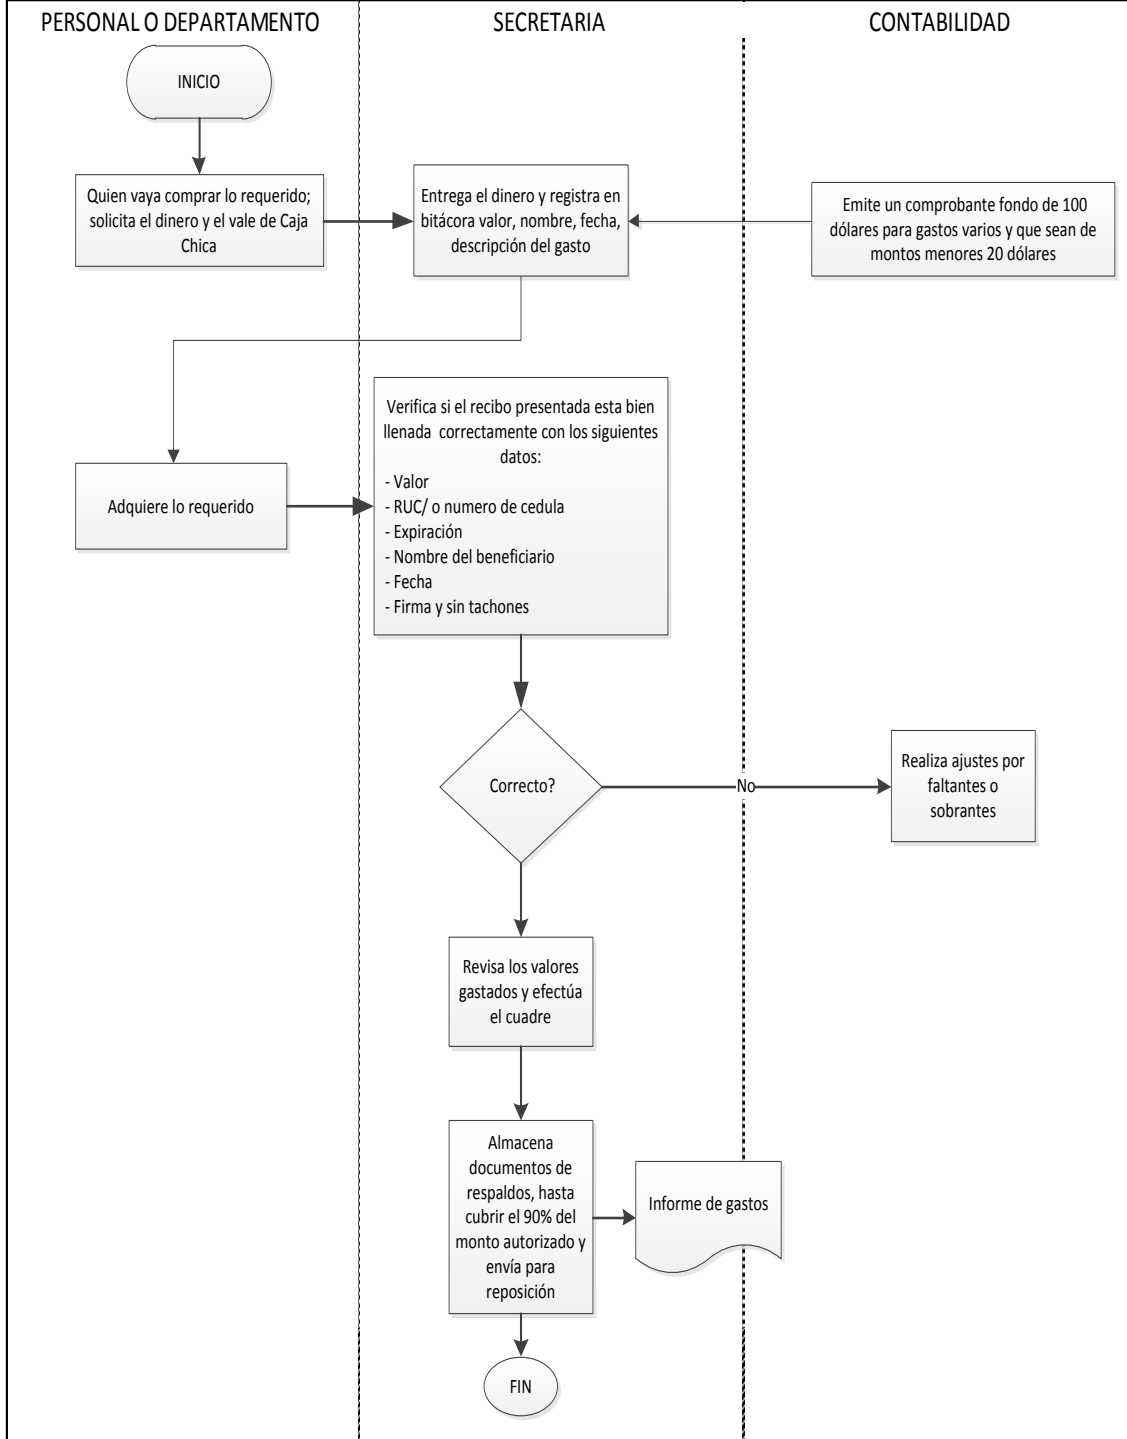 PERSONAL O DEPARTAMENTO
SECRETARIA
CONTABILIDAD
INICIO
Quien vaya comprar lo requerido;
solicita el dinero y el vale de Caja
Chica
Entrega el dinero y registra en
bitácora valor, nombre, fecha,
descripción del gasto
Emite un comprobante fondo de 100
dólares para gastos varios y que sean de
montos menores 20 dólares
Adquiere lo requerido
Verifica si el recibo presentada esta bien
llenada correctamente con los siguientes
datos:
- Valor
- RUC/ o numero de cedula
- Expiración
- Nombre del beneficiario
- Fecha
- Firma y sin tachones
Correcto?
No
Realiza ajustes por
faltantes o
sobrantes
Revisa los valores
gastados y efectúa
el cuadre
Almacena
documentos de
respaldos, hasta
cubrir el 90% del
monto autorizado y
envía para
reposición
Informe de gastos
FIN